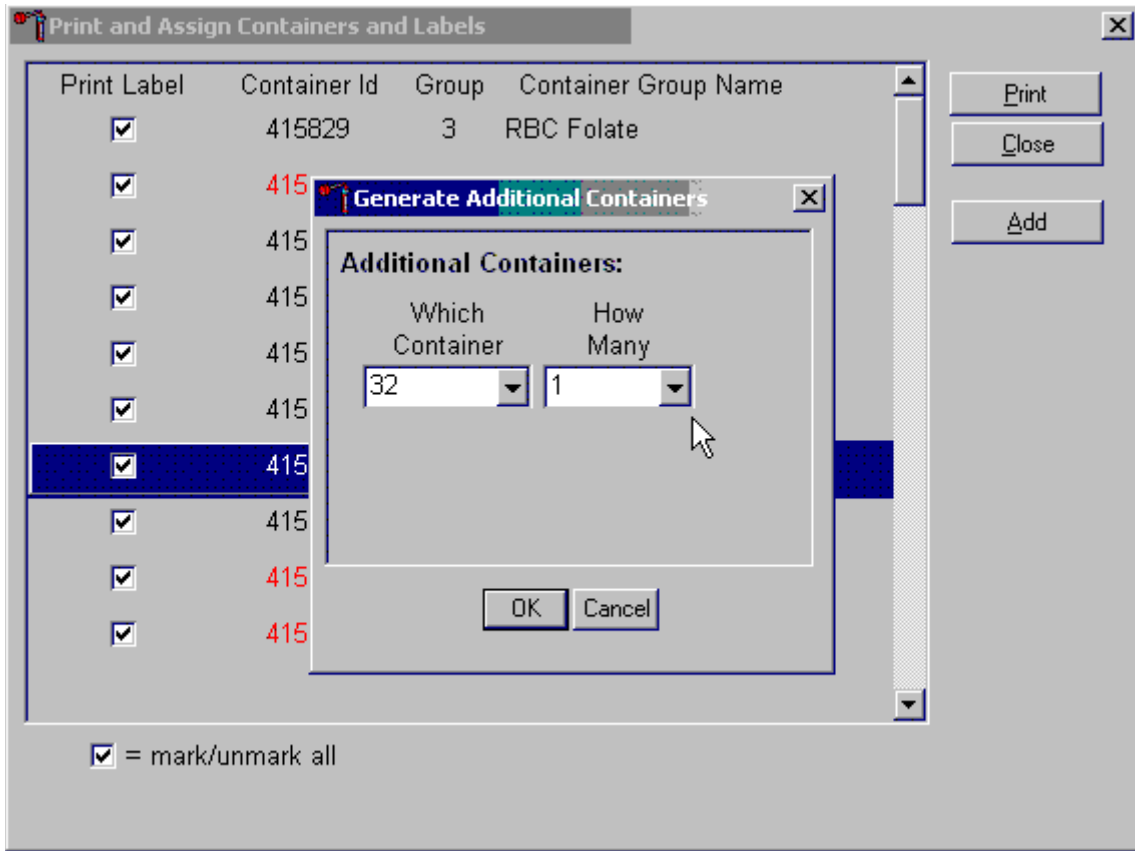 Print and Assign Containers and Labels
Print Label Container Id Group Container Group Name
415829 3 RBC Folate
415
415
415
415
415
415
415
415
415
= mark/unmark all
Print
Close
Add
Generate Additional Containers
Additional Containers:
Which Container
How Many
32
1
OK
Cancel